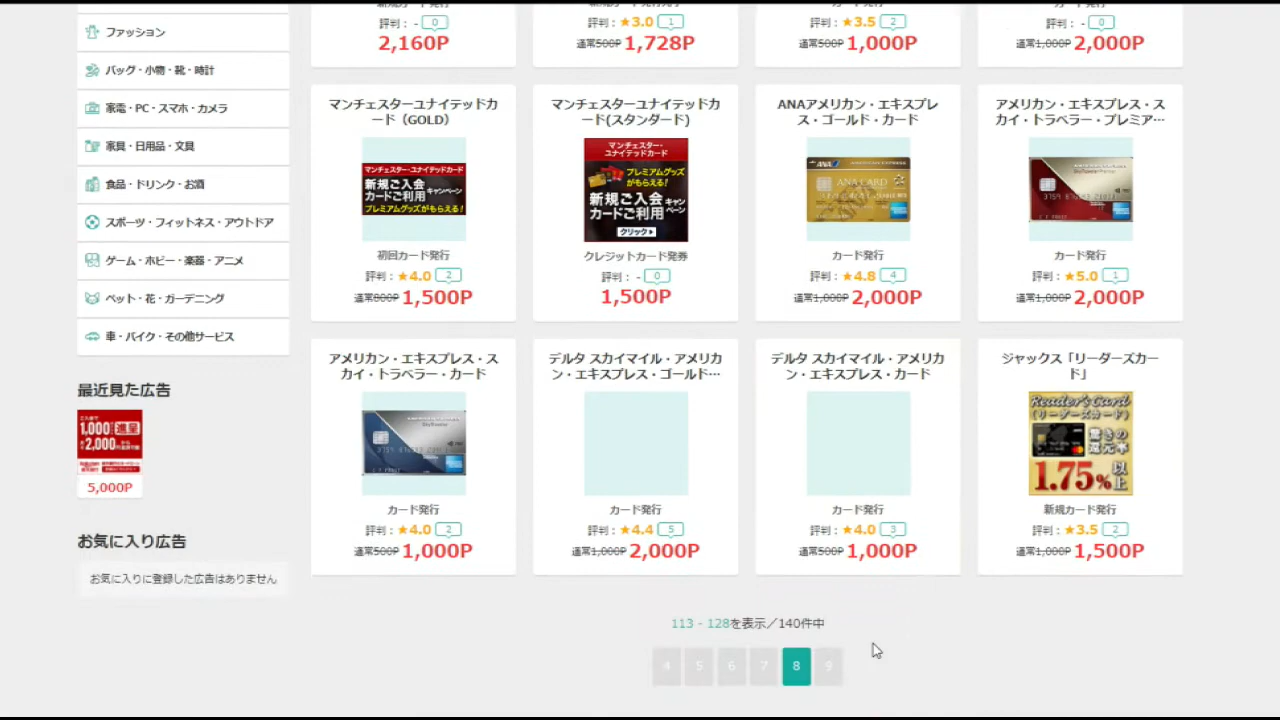 ファッション
バッグ・小物・靴・時計
家電・PC・スマホ・カメラ
家具・日用品・文具
食品・ドリンク・お酒
スポーツ・フィットネス・アウトドア
ゲーム・ホビー・楽器・アニメ
ペット・花・ガーデニング
車・バイク・その他サービス
最近見た広告
1,000
進呈
2,000
5,000P
お気に入り広告
お気に入りに登録した広告はありません
評判： - 0
2,160P
評判：★3.0 1
通常500P 1,728P
評判：★3.5 2
通常500P 1,000P
評判： - 0
通常1,000P 2,000P
マンチェスターユナイテッドカ
ード（GOLD）
マンチェスター・ユナイテッドカード
新規ご入会
カードご利用
キャンペーン
プレミアムグッズがもらえる!
初回カード発行
評判：★4.0 2
通常800P 1,500P
マンチェスターユナイテッドカ
ード(スタンダード)
マンチェスター・
ユナイテッドカード
プレミアムグッズ
がもらえる!
新規ご入会
カードご利用
キャンペーン
クリック▶
クレジットカード発券
評判： - 0
1,500P
ANAアメリカン・エキスプレ
ス・ゴールド・カード
ANA
ANA CARD
カード発行
評判：★4.8 4
通常1,000P 2,000P
アメリカン・エキスプレス・ス
カイ・トラベラー・プレミア…
カード発行
評判：★5.0 1
通常1,000P 2,000P
アメリカン・エキスプレス・ス
カイ・トラベラー・カード
カード発行
評判：★4.0 2
通常500P 1,000P
デルタ スカイマイル・アメリカ
ン・エキスプレス・ゴールド…
カード発行
評判：★4.4 5
通常1,000P 2,000P
デルタ スカイマイル・アメリカ
ン・エキスプレス・カード
カード発行
評判：★4.0 3
通常500P 1,000P
ジャックス「リーダーズカー
ド」
Reader's Card
(リーダーズカード)
驚きの
還元率
1.75%以上
新規カード発行
評判：★3.5 2
通常1,000P 1,500P
113 - 128を表示／140件中
4 5 6 7 8 9